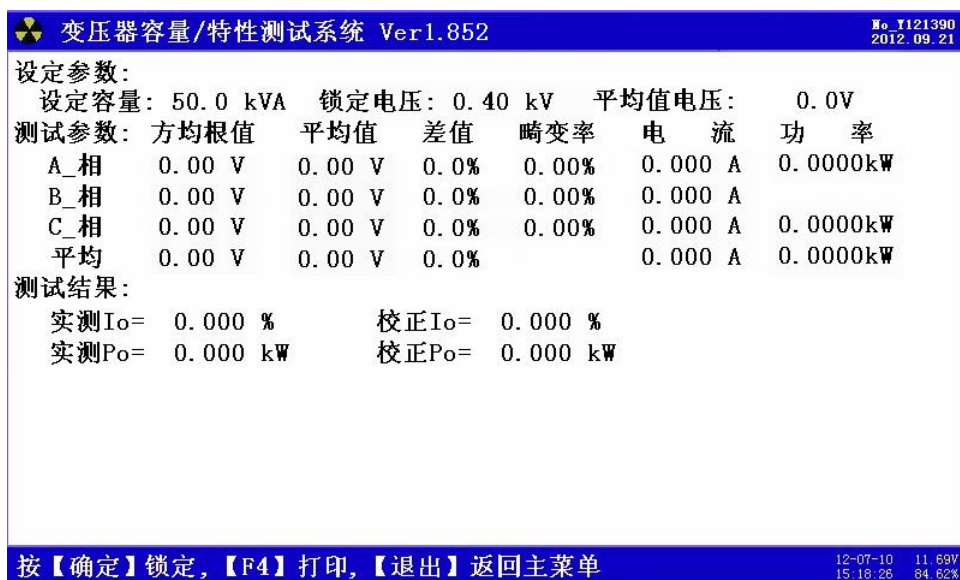 变压器容量/特性测试系统 Ver1.852 No_Y121390
2012.09.21
设定参数:
设定容量: 50.0 kVA 锁定电压: 0.40 kV 平均值电压: 0.0V
测试参数: 方均根值 平均值 差值 畸变率 电 流 功 率
A_相 0.00 V 0.00 V 0.0% 0.00% 0.000 A 0.0000kW
B_相 0.00 V 0.00 V 0.0% 0.00% 0.000 A
C_相 0.00 V 0.00 V 0.0% 0.00% 0.000 A 0.0000kW
平均 0.00 V 0.00 V 0.0% 0.000 A 0.0000kW
测试结果:
实测Io= 0.000 % 校正Io= 0.000 %
实测Po= 0.000 kW 校正Po= 0.000 kW
按【确定】锁定,【F4】打印,【退出】返回主菜单 12-07-10 11.69V
15:18:26 84.62%